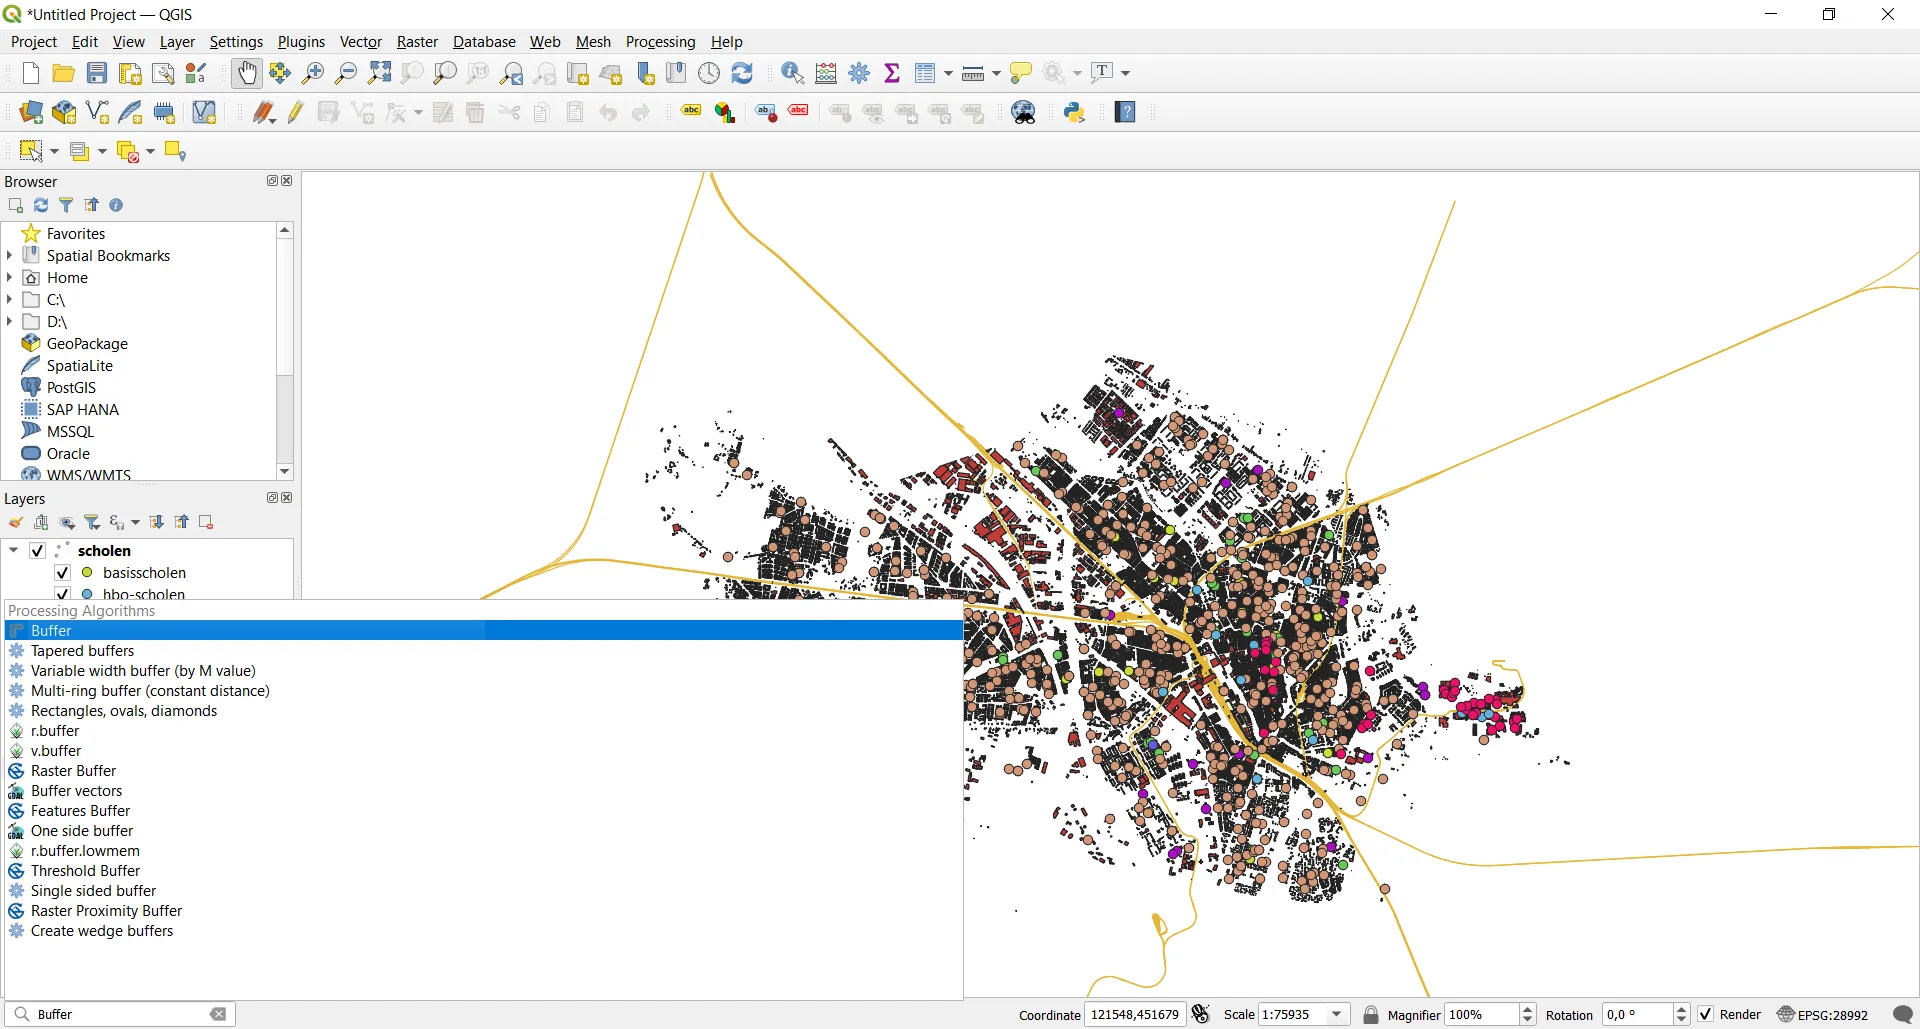 *Untitled Project — QGIS
Project Edit View Layer Settings Plugins Vector Raster Database Web Mesh Processing Help
Browser
Favorites
Spatial Bookmarks
Home
C:\
D:\
GeoPackage
SpatiaLite
PostGIS
SAP HANA
MSSQL
Oracle
WMS/WMTS
Layers
scholen
basisscholen
hbo-scholen
Processing Algorithms
Buffer
Tapered buffers
Variable width buffer (by M value)
Multi-ring buffer (constant distance)
Rectangles, ovals, diamonds
r.buffer
v.buffer
Raster Buffer
Buffer vectors
Features Buffer
One side buffer
r.buffer.lowmem
Threshold Buffer
Single sided buffer
Raster Proximity Buffer
Create wedge buffers
Buffer Coordinate 121548,451679 Scale 1:75935 Magnifier 100% Rotation 0,0 ° Render EPSG:28992